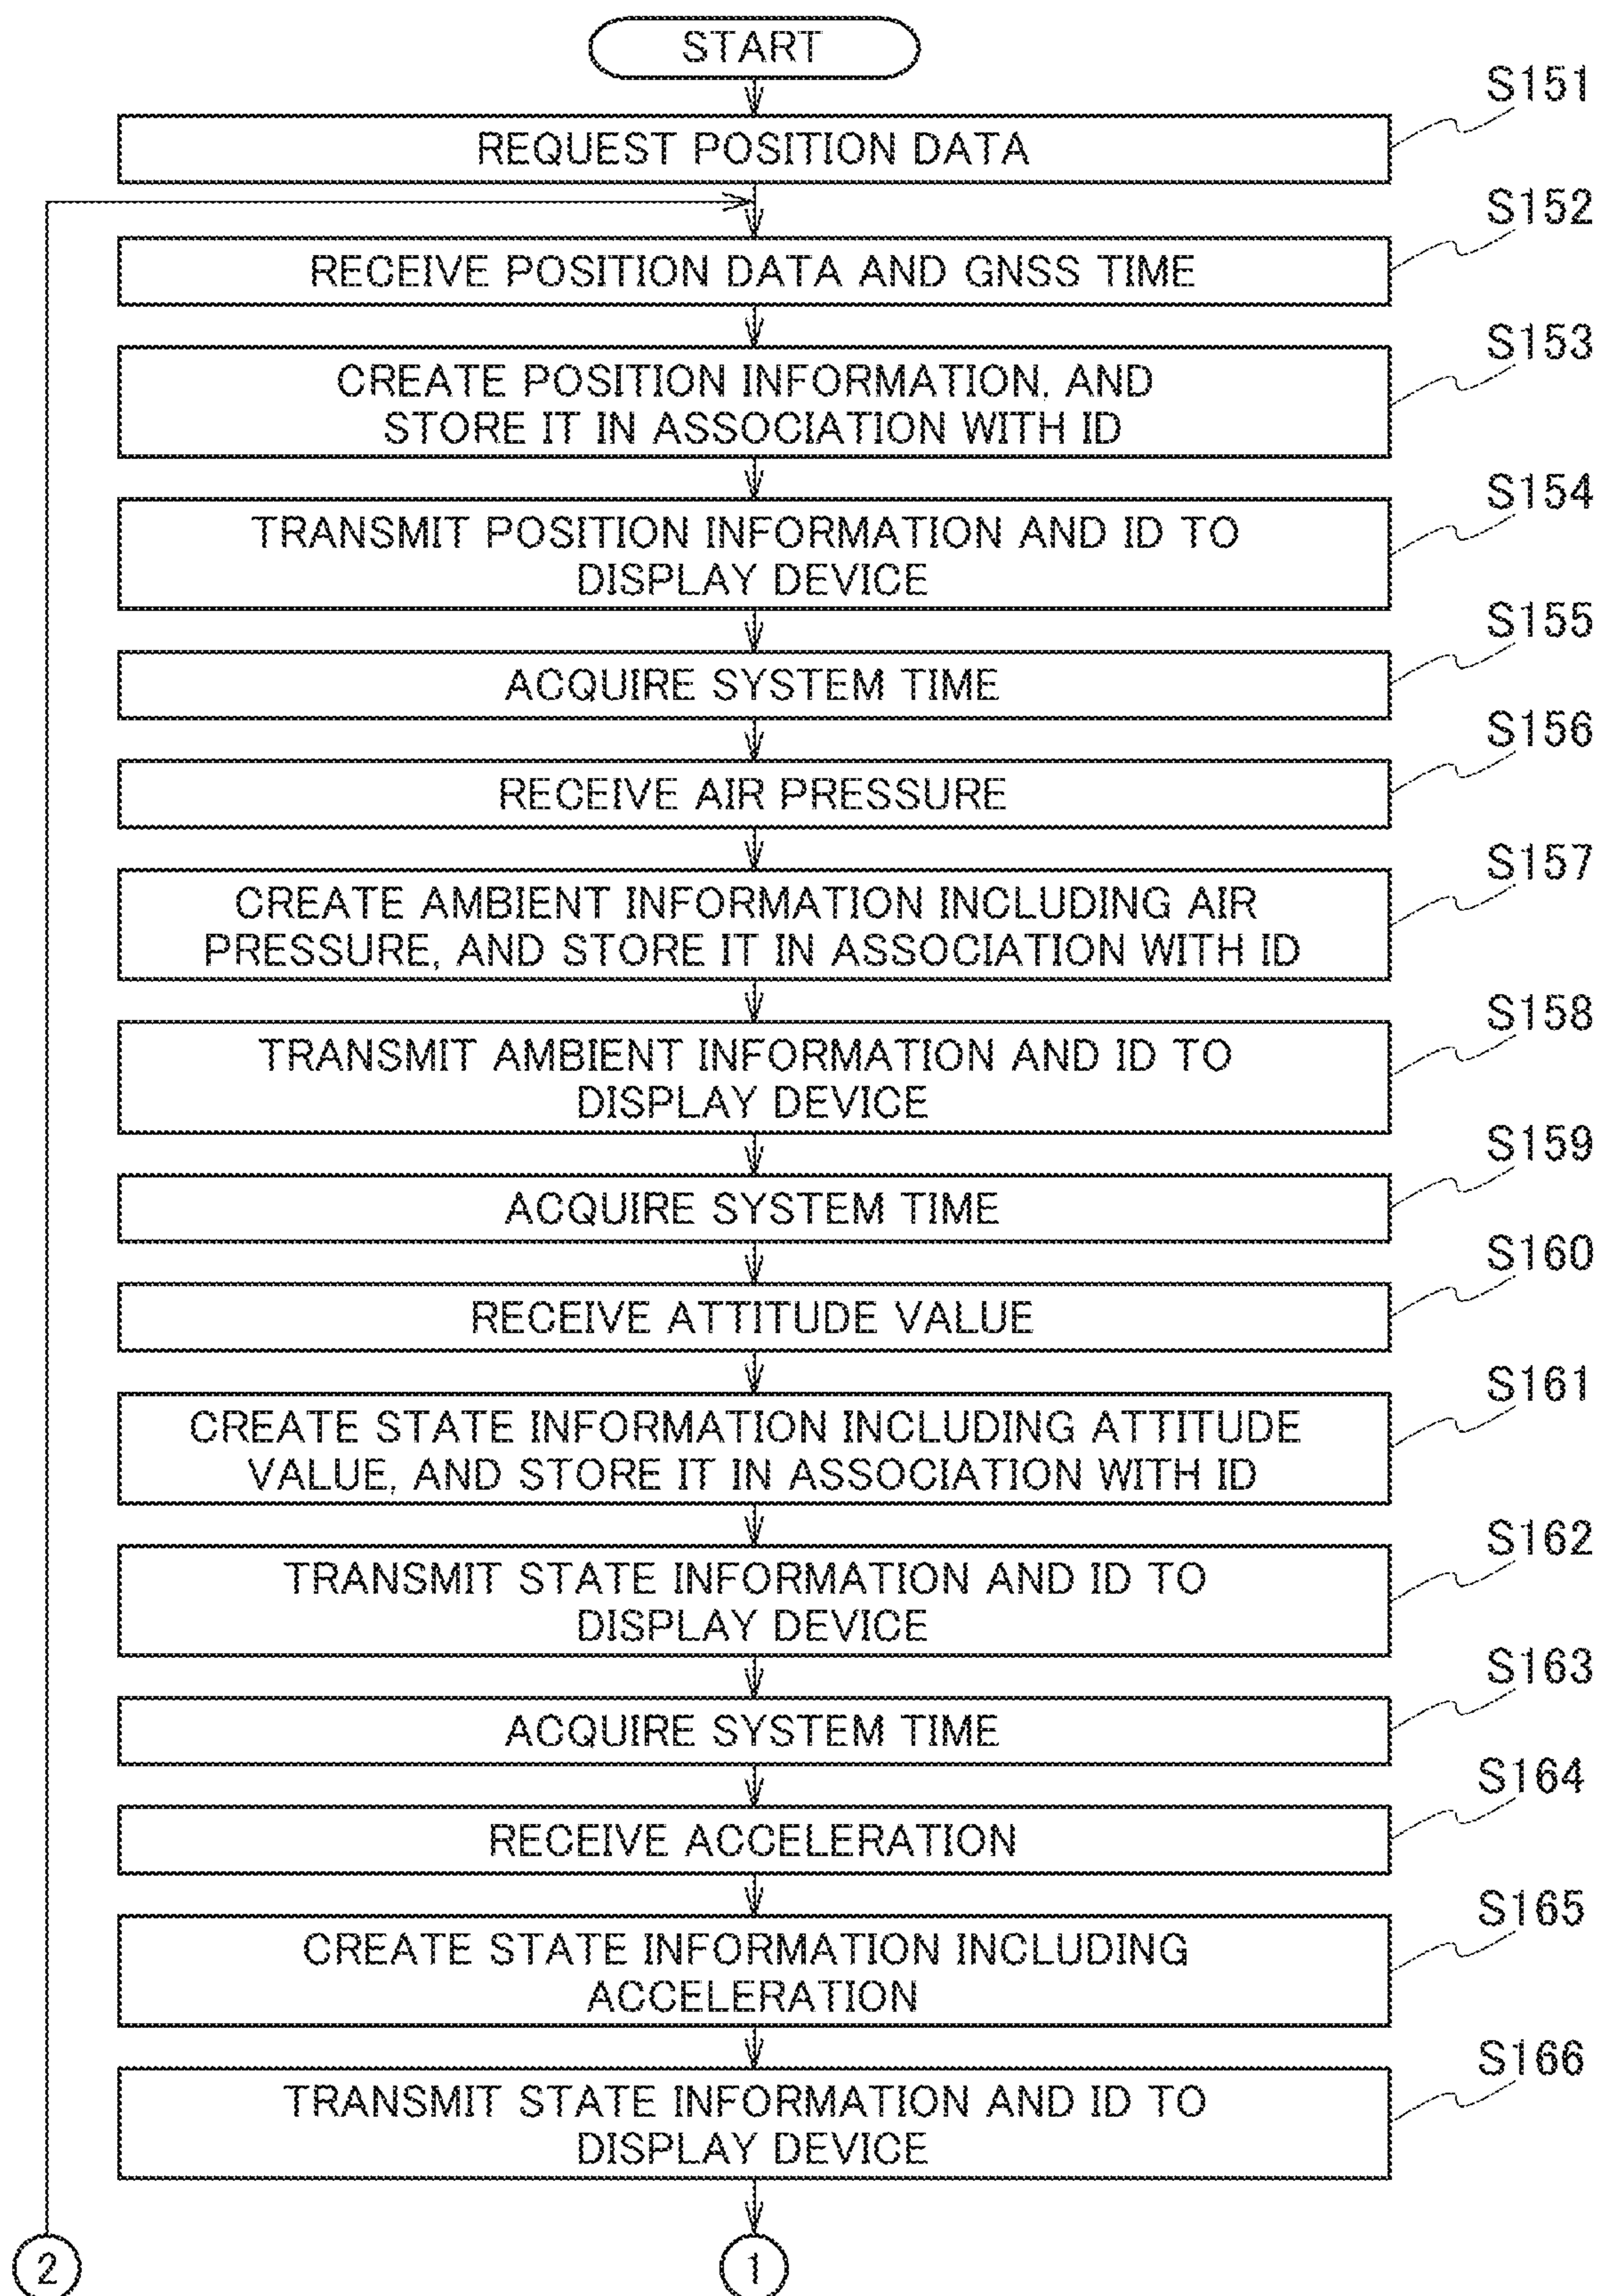 START
S151
REQUEST POSITION DATA
S152
RECEIVE POSITION DATA AND GNSS TIME
S153
CREATE POSITION INFORMATION, AND
STORE IT IN ASSOCIATION WITH ID
S154
TRANSMIT POSITION INFORMATION AND ID TO
DISPLAY DEVICE
S155
ACQUIRE SYSTEM TIME
S156
RECEIVE AIR PRESSURE
S157
CREATE AMBIENT INFORMATION INCLUDING AIR
PRESSURE, AND STORE IT IN ASSOCIATION WITH ID
S158
TRANSMIT AMBIENT INFORMATION AND ID TO
DISPLAY DEVICE
S159
ACQUIRE SYSTEM TIME
S160
RECEIVE ATTITUDE VALUE
S161
CREATE STATE INFORMATION INCLUDING ATTITUDE
VALUE, AND STORE IT IN ASSOCIATION WITH ID
S162
TRANSMIT STATE INFORMATION AND ID TO
DISPLAY DEVICE
S163
ACQUIRE SYSTEM TIME
S164
RECEIVE ACCELERATION
S165
CREATE STATE INFORMATION INCLUDING
ACCELERATION
S166
TRANSMIT STATE INFORMATION AND ID TO
DISPLAY DEVICE
2
1